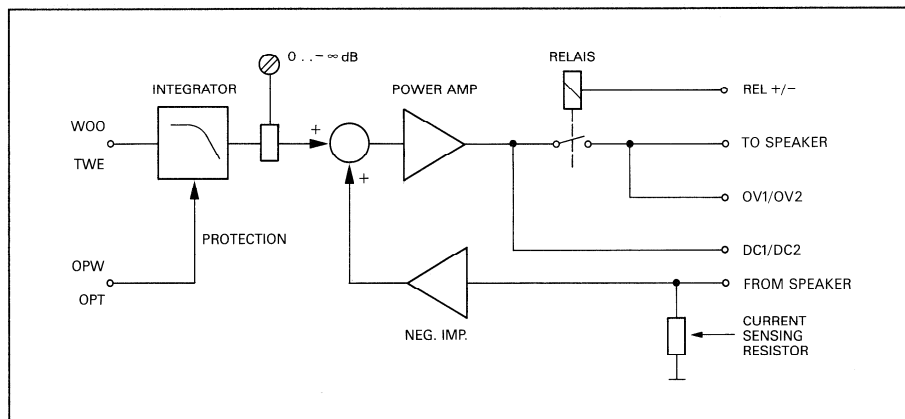 0 . . – ∞ dB
RELAIS
INTEGRATOR
POWER AMP
REL +/–
WOO
TWE
+
TO SPEAKER
+
OV1/OV2
PROTECTION
DC1/DC2
OPW
OPT
FROM SPEAKER
NEG. IMP.
CURRENT
SENSING
RESISTOR